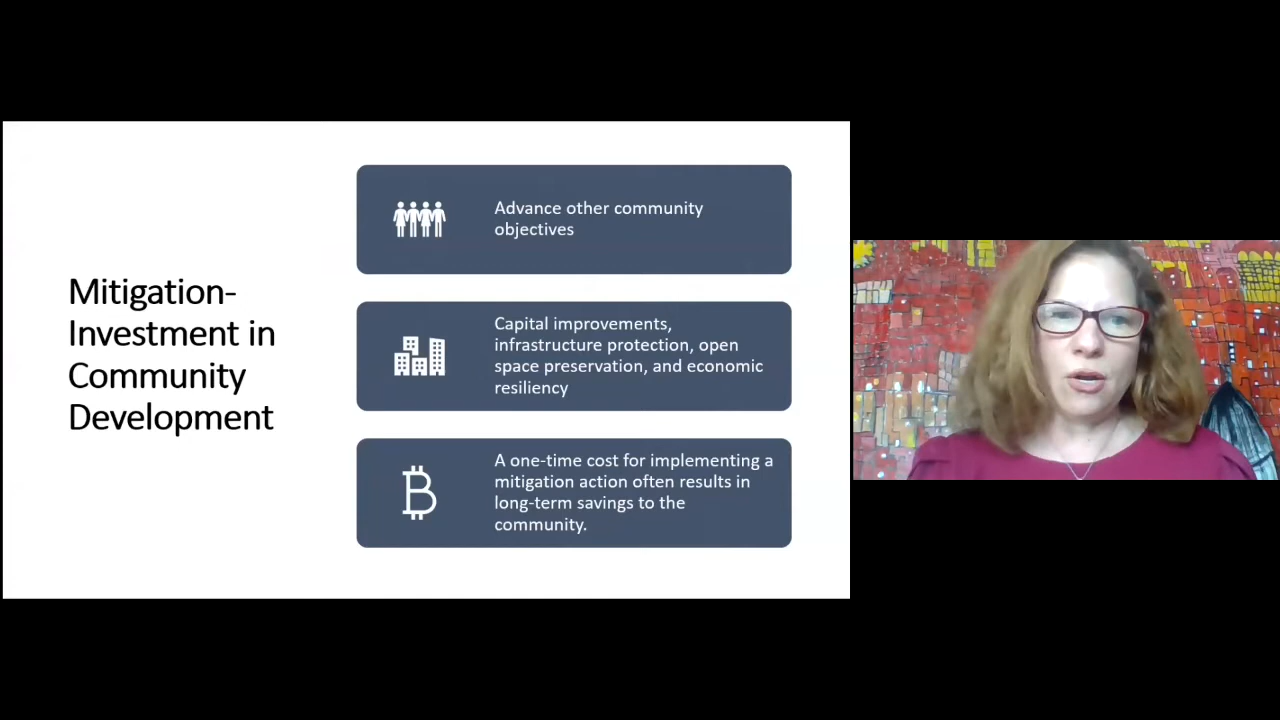 Mitigation-
Investment in
Community
Development
Advance other community
objectives
Capital improvements,
infrastructure protection, open
space preservation, and economic
resiliency
A one-time cost for implementing a
mitigation action often results in
long-term savings to the
community.